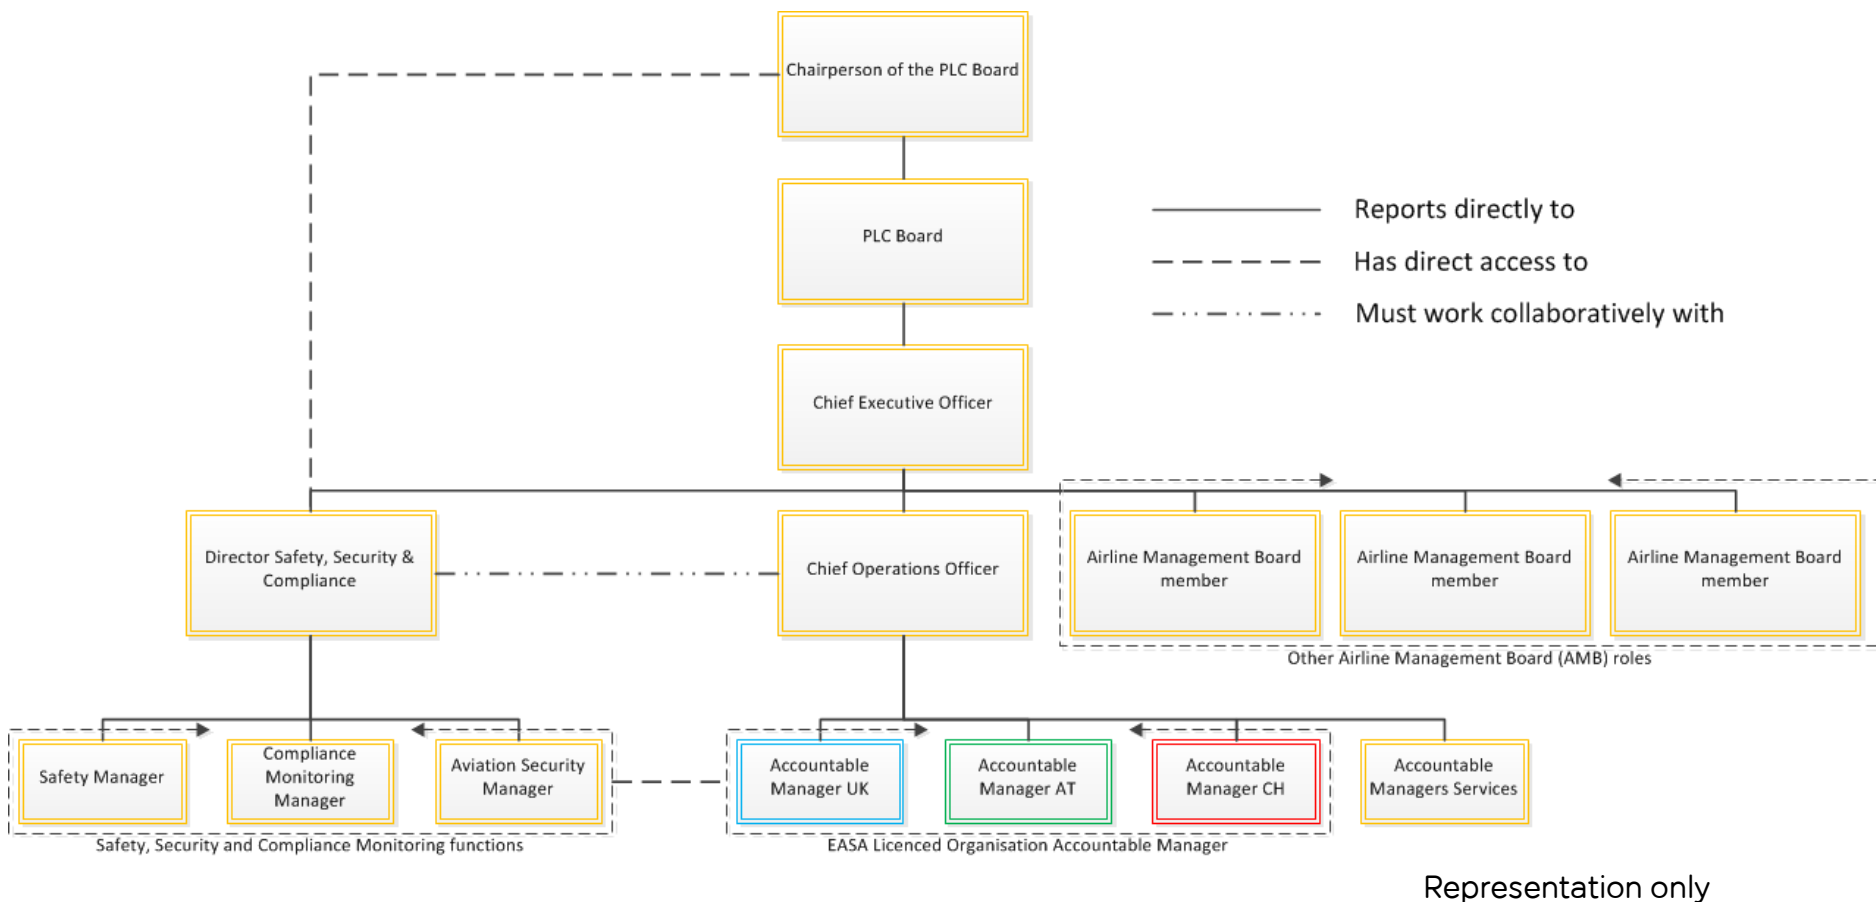 Chairperson of the PLC Board
PLC Board
Reports directly to
Has direct access to
Must work collaboratively with
Chief Executive Officer
Director Safety, Security &
Compliance
Chief Operations Officer
Airline Management Board
member
Airline Management Board
member
Airline Management Board
member
Other Airline Management Board (AMB) roles
Safety Manager
Compliance
Monitoring
Manager
Aviation Security
Manager
Accountable
Manager UK
Accountable
Manager AT
Accountable
Manager CH
Accountable
Managers Services
Safety, Security and Compliance Monitoring functions
EASA Licenced Organisation Accountable Manager
Representation only